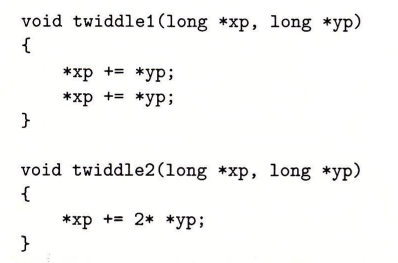 void twiddle1(long *xp, long *yp)
{
    *xp += *yp;
    *xp += *yp;
}

void twiddle2(long *xp, long *yp)
{
    *xp += 2* *yp;
}